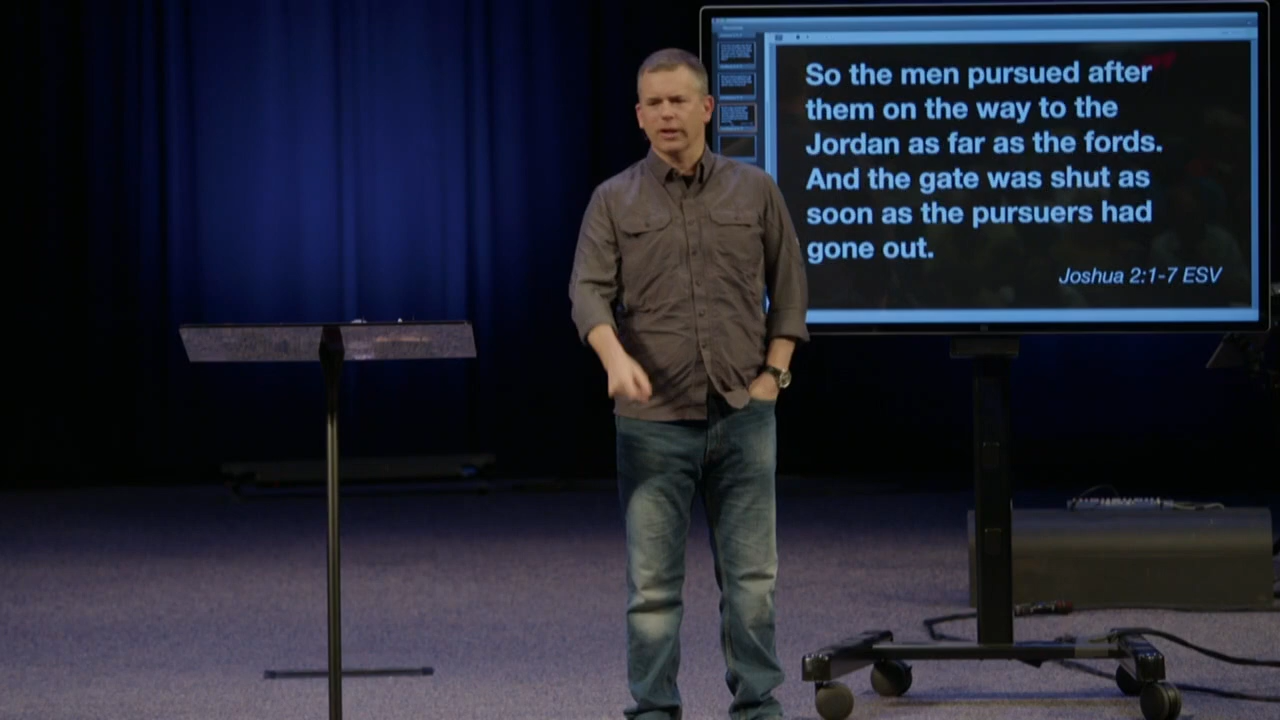 So the men pursued after
them on the way to the
Jordan as far as the fords.
And the gate was shut as
soon as the pursuers had
gone out.
Joshua 2:1-7 ESV